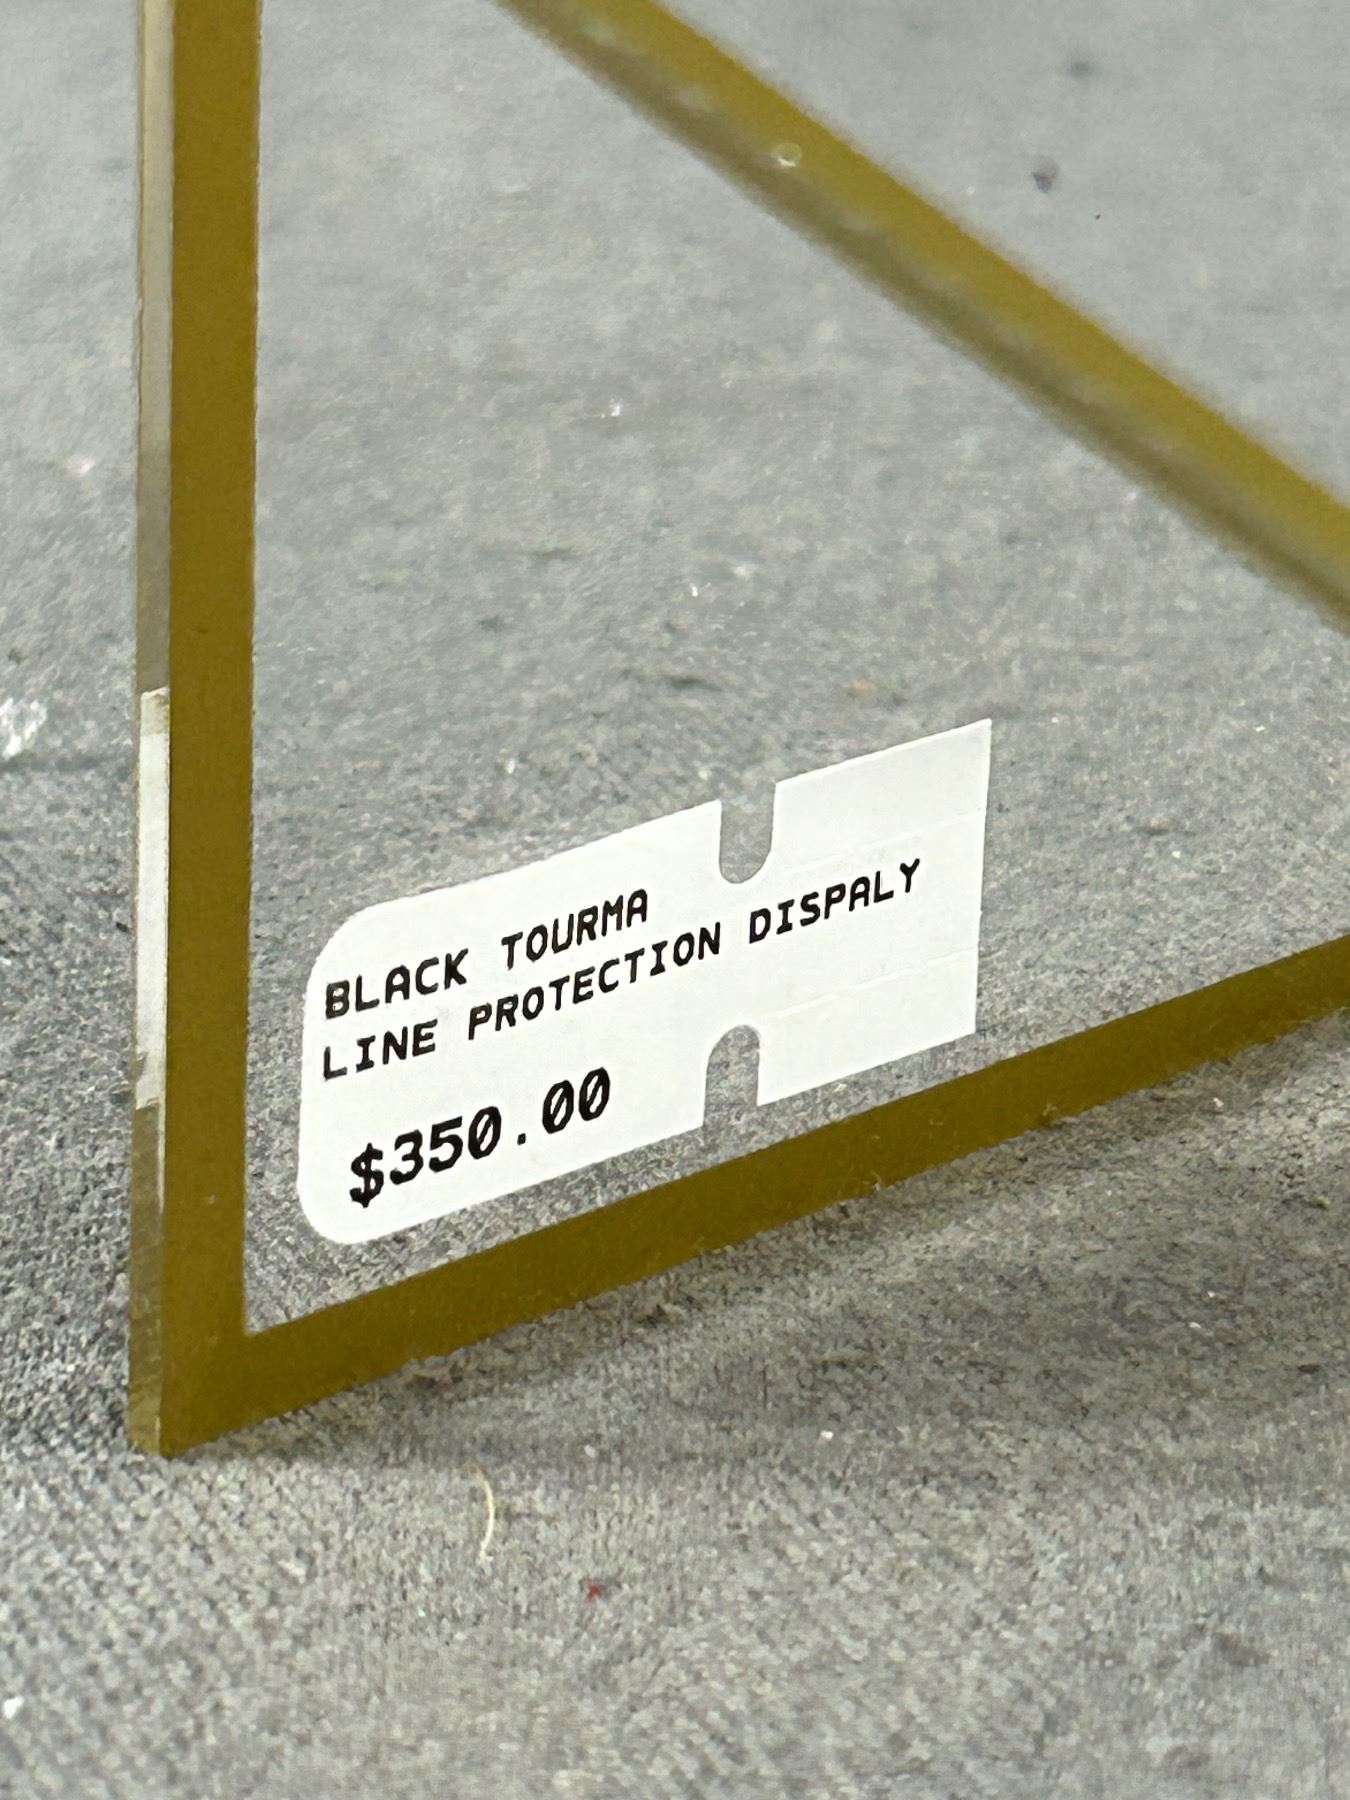 BLACK TOURMA
LINE PROTECTION DISPALY
$350.00